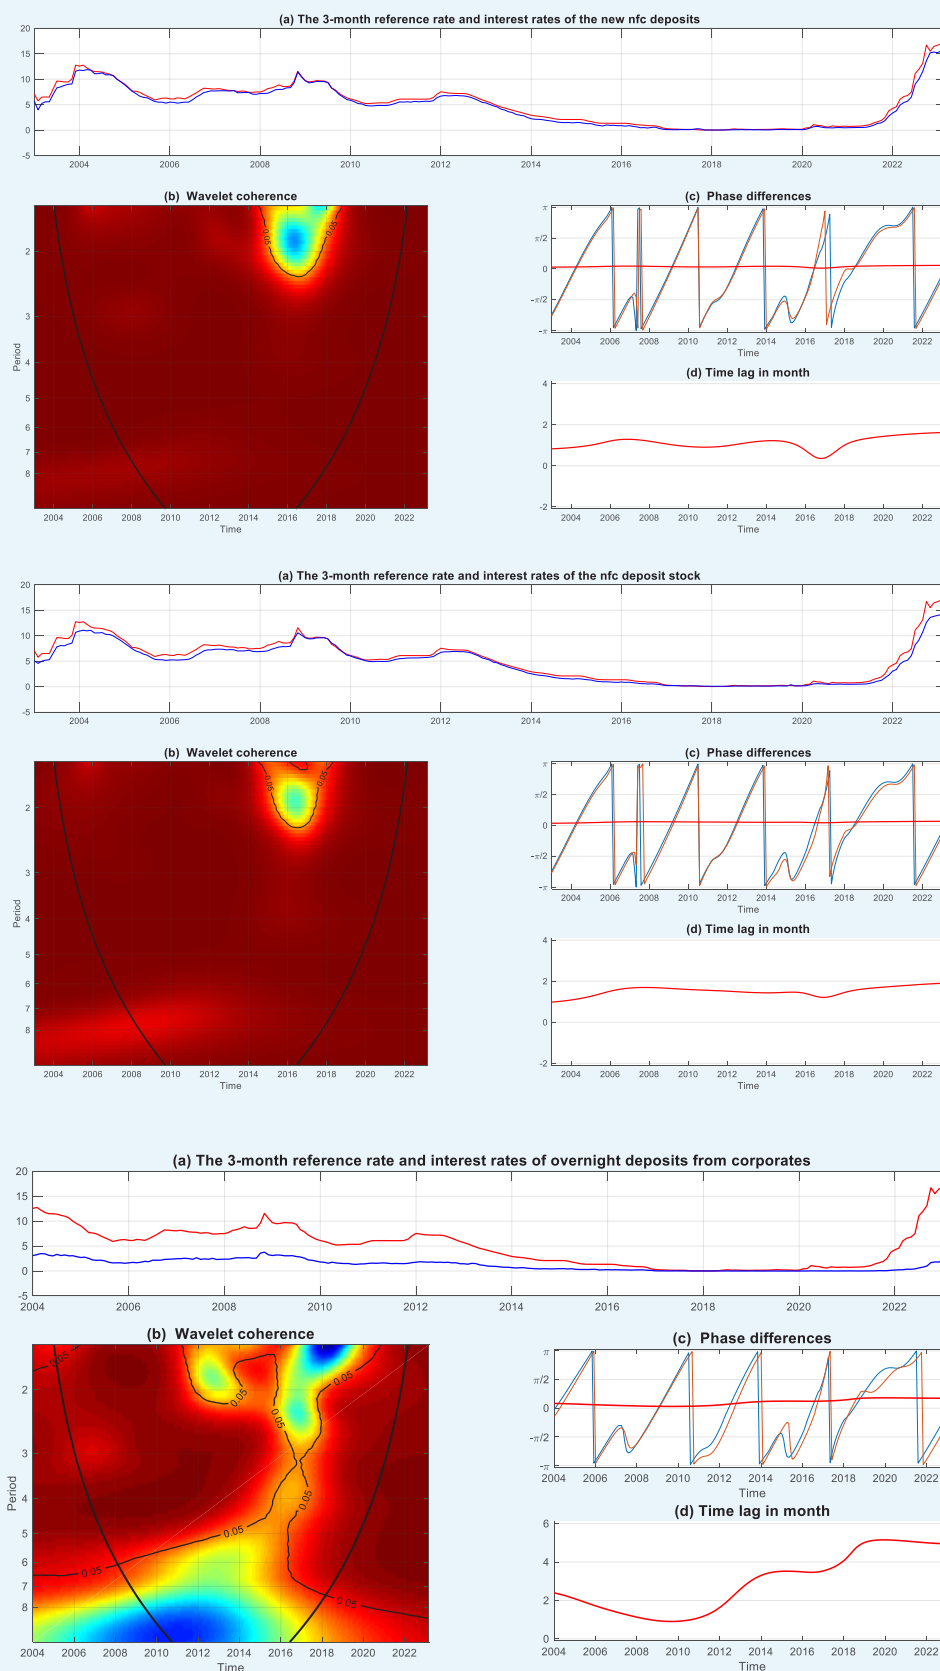 (a) The 3-month reference rate and interest rates of the new nfc deposits
20
15
10
5
0
-5
2004 2006 2008 2010 2012 2014 2016 2018 2020 2022
(b) Wavelet coherence
2
3
4
5
6
7
8
Period
0.05
0.05
2004 2006 2008 2010 2012 2014 2016 2018 2020 2022
Time
(c) Phase differences
π
π/2
0
-π/2
-π
2004 2006 2008 2010 2012 2014 2016 2018 2020 2022
Time
(d) Time lag in month
4
2
0
-2
2004 2006 2008 2010 2012 2014 2016 2018 2020 2022
Time
(a) The 3-month reference rate and interest rates of the nfc deposit stock
20
15
10
5
0
-5
2004 2006 2008 2010 2012 2014 2016 2018 2020 2022
(b) Wavelet coherence
2
3
4
5
6
7
8
Period
0.05
0.05
2004 2006 2008 2010 2012 2014 2016 2018 2020 2022
Time
(c) Phase differences
π
π/2
0
-π/2
-π
2004 2006 2008 2010 2012 2014 2016 2018 2020 2022
Time
(d) Time lag in month
4
2
0
-2
2004 2006 2008 2010 2012 2014 2016 2018 2020 2022
Time
(a) The 3-month reference rate and interest rates of overnight deposits from corporates
20
15
10
5
0
-5
2004 2006 2008 2010 2012 2014 2016 2018 2020 2022
(b) Wavelet coherence
2
3
4
5
6
7
8
Period
0.05
0.05
0.05
0.05
0.05
0.05
0.05
0.05
2004 2006 2008 2010 2012 2014 2016 2018 2020 2022
Time
(c) Phase differences
π
π/2
0
-π/2
-π
2004 2006 2008 2010 2012 2014 2016 2018 2020 2022
Time
(d) Time lag in month
6
4
2
0
2004 2006 2008 2010 2012 2014 2016 2018 2020 2022
Time